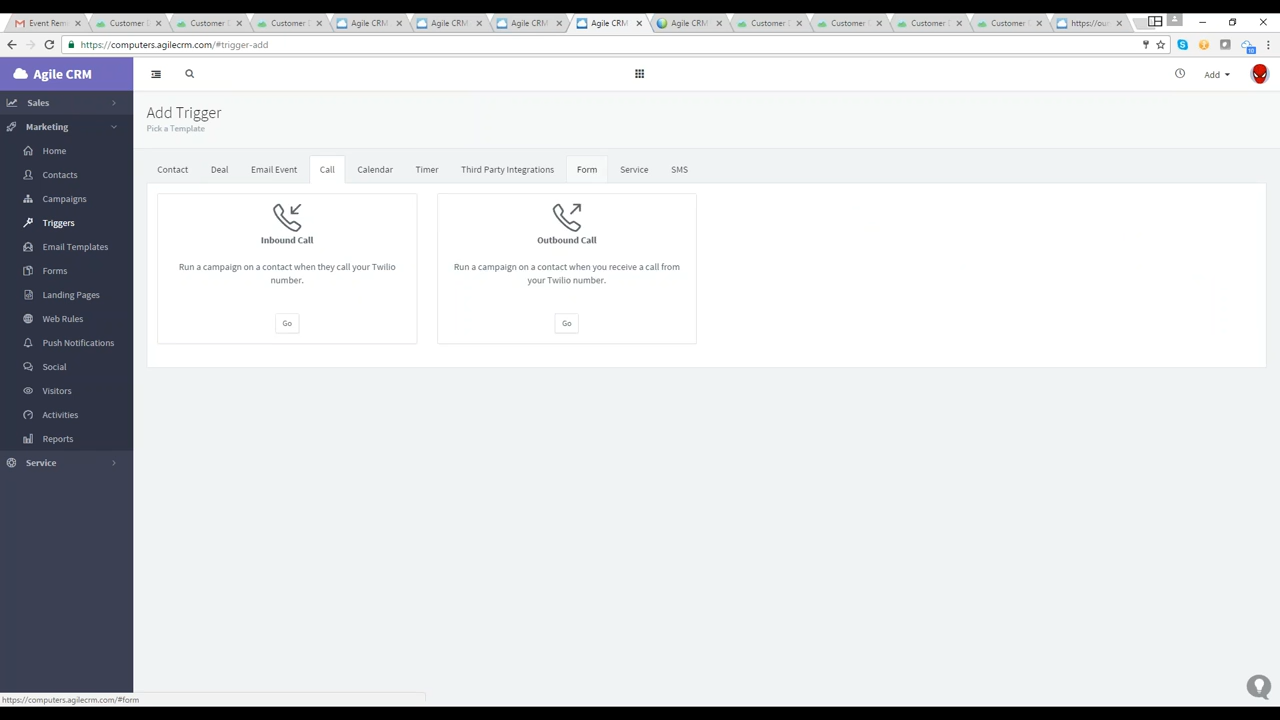 Event Rem
Customer
Customer
Customer
Agile CRM
Agile CRM
Agile CRM
Agile CRM
Agile CRM
Customer
Customer
Customer
Customer
https://our
https://computers.agilecrm.com/#trigger-add
Agile CRM
Add
Sales
Marketing
Home
Contacts
Campaigns
Triggers
Email Templates
Forms
Landing Pages
Web Rules
Push Notifications
Social
Visitors
Activities
Reports
Service
Add Trigger
Pick a Template
Contact Deal Email Event Call Calendar Timer Third Party Integrations Form Service SMS
Inbound Call
Run a campaign on a contact when they call your Twilio
number.
Go
Outbound Call
Run a campaign on a contact when you receive a call from
your Twilio number.
Go
https://computers.agilecrm.com/#form